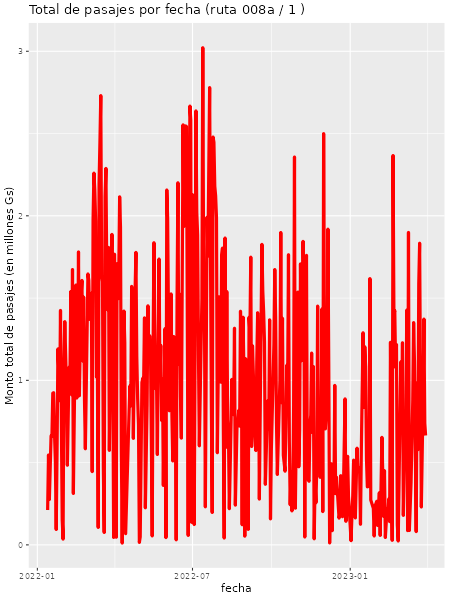 Total de pasajes por fecha (ruta 008a / 1 )
Monto total de pasajes (en millones Gs)
3
2
1
0
2022-01
2022-07
2023-01
fecha